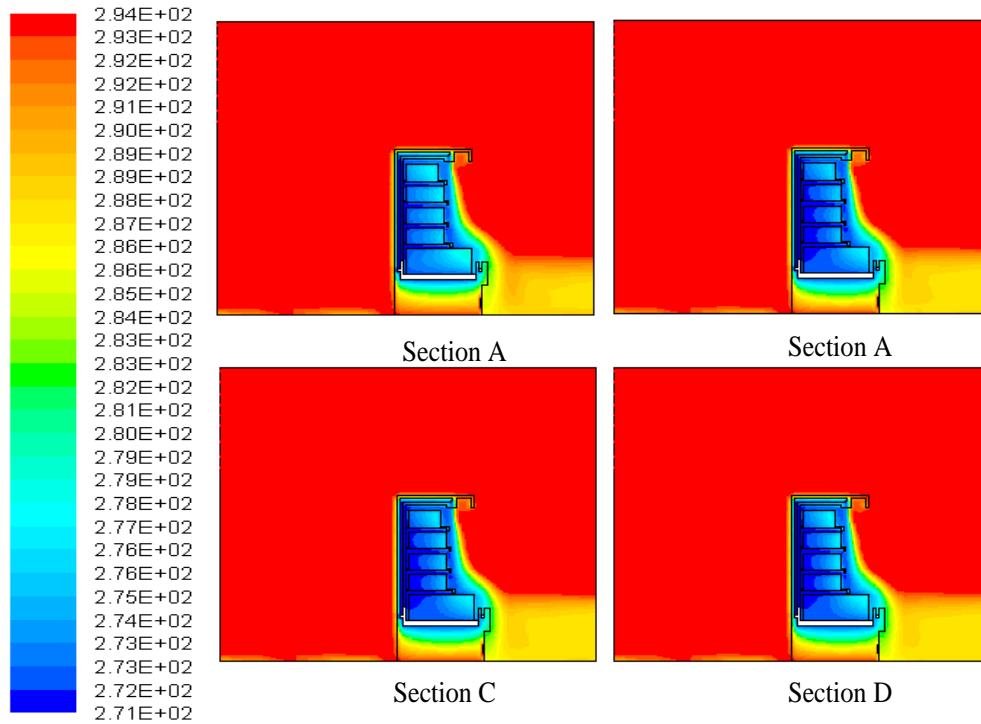 2.94E+02
2.93E+02
2.92E+02
2.91E+02
2.90E+02
2.89E+02
2.89E+02
2.88E+02
2.87E+02
2.86E+02
2.86E+02
2.85E+02
2.84E+02
2.83E+02
2.83E+02
2.82E+02
2.81E+02
2.80E+02
2.79E+02
2.78E+02
2.77E+02
2.76E+02
2.76E+02
2.75E+02
2.74E+02
2.73E+02
2.73E+02
2.72E+02
2.71E+02
Section A
Section A
Section C
Section D